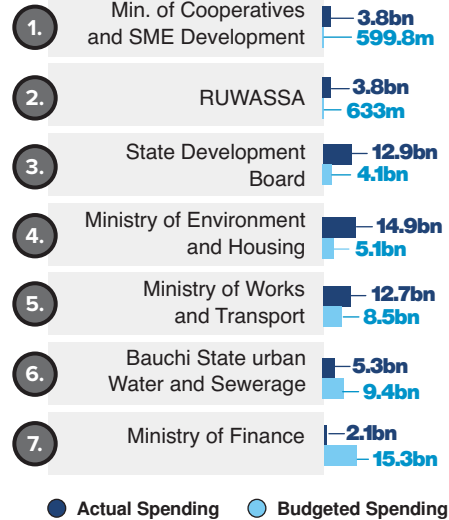 1.
Min. of Cooperatives
and SME Development
3.8bn
599.8m
2.
RUWASSA
3.8bn
633m
3.
State Development
Board
12.9bn
4.1bn
4.
Ministry of Environment
and Housing
14.9bn
5.1bn
5.
Ministry of Works
and Transport
12.7bn
8.5bn
6.
Bauchi State urban
Water and Sewerage
5.3bn
9.4bn
7.
Ministry of Finance
2.1bn
15.3bn
Actual Spending
Budgeted Spending